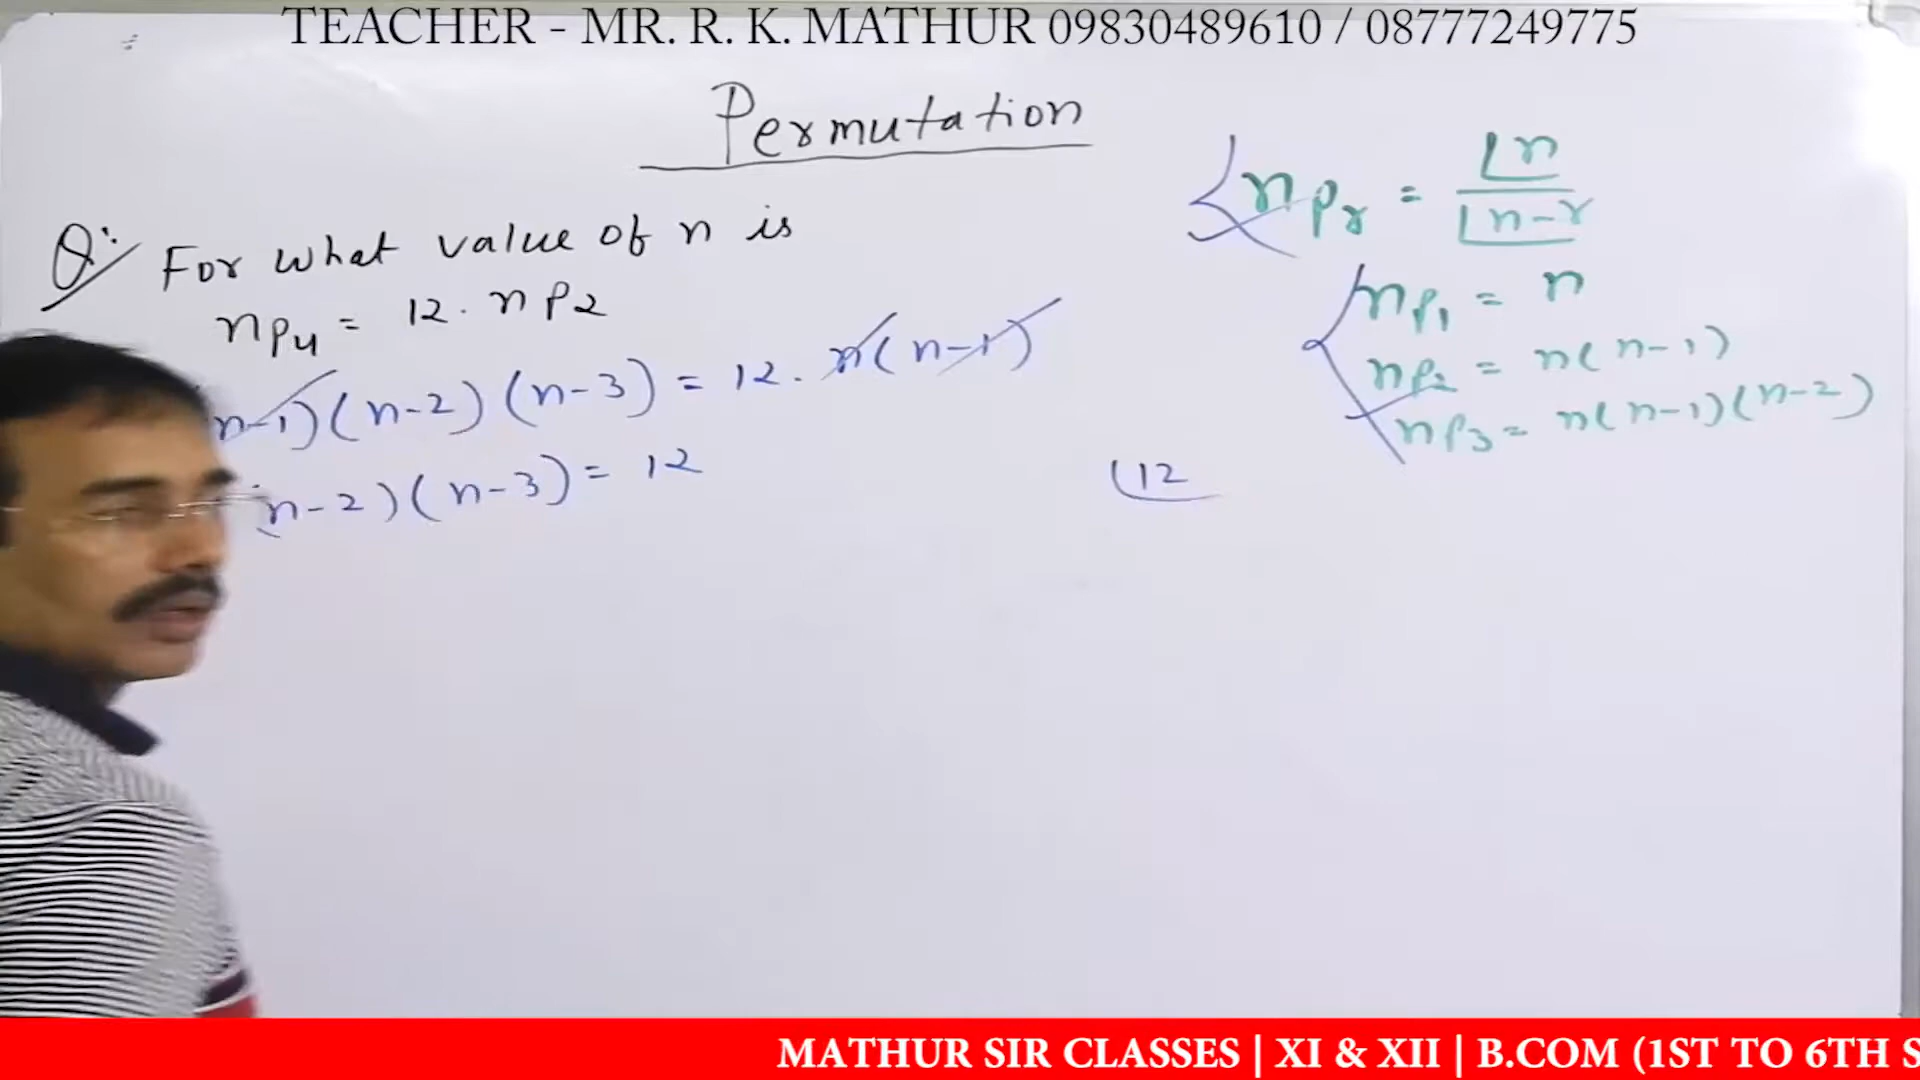 TEACHER - MR. R. K. MATHUR 09830489610 / 08777249775
Permutation
Q: For what value of n is
nP4 = 12. nP2
n-1)(n-2)(n-3) = 12. n(n-1)
(n-2)(n-3) = 12
nPr = ⌊n / ⌊n-r
nP1 = n
nP2 = n(n-1)
nP3 = n(n-1)(n-2)
(12
MATHUR SIR CLASSES | XI & XII | B.COM (1ST TO 6TH S